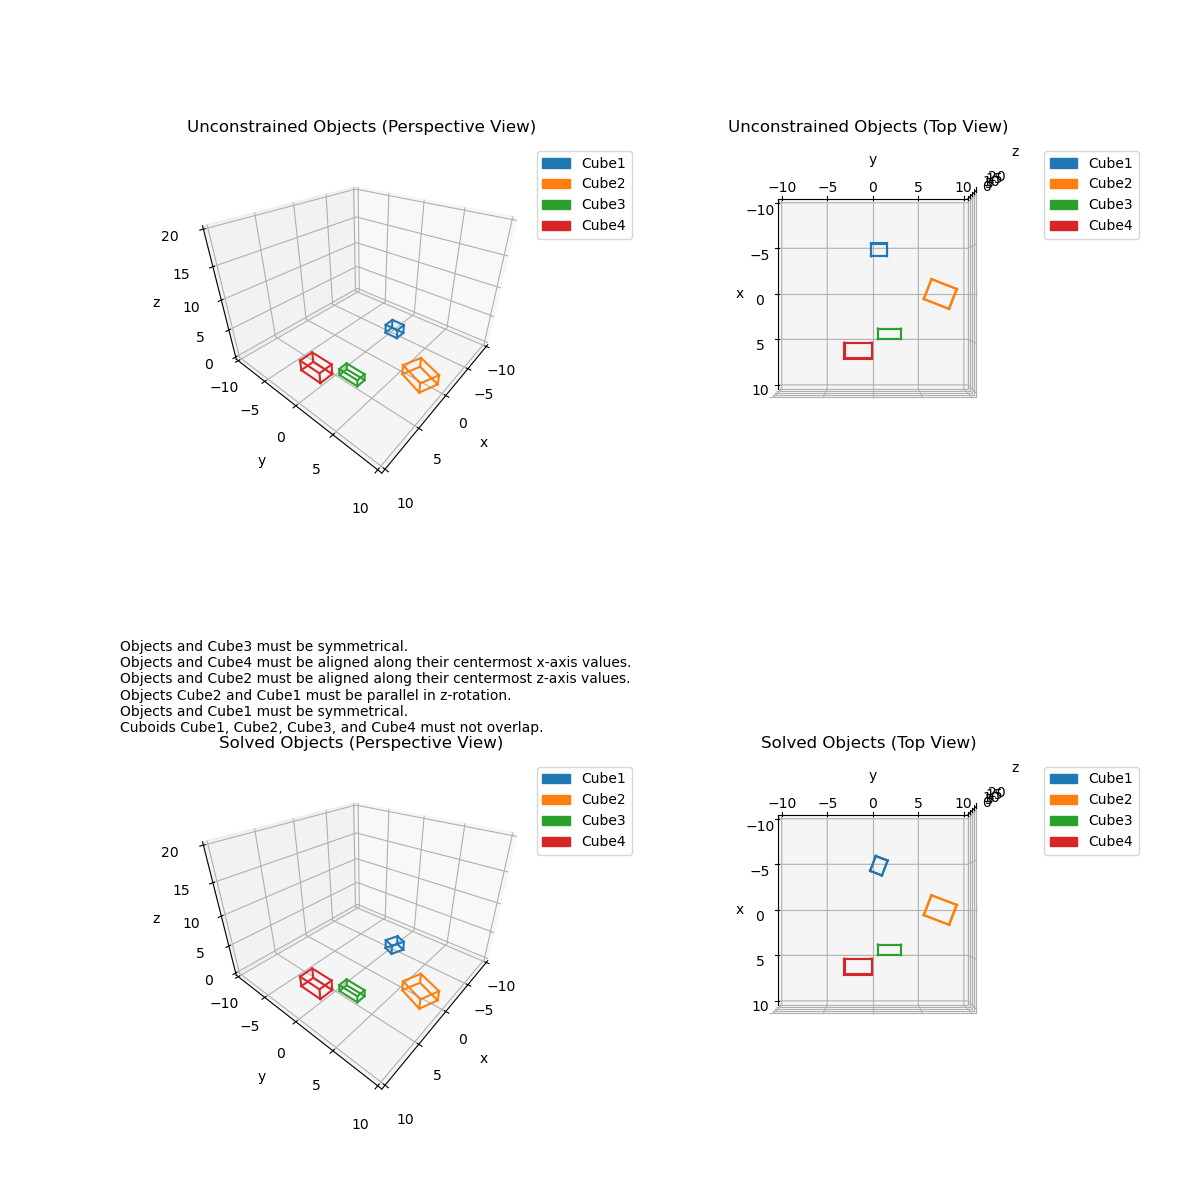 Unconstrained Objects (Perspective View)
Unconstrained Objects (Top View)
Cube1
Cube2
Cube3
Cube4
20
15
10
5
0
z
−10
−5
0
5
10
y
−10
−5
0
5
10
x
y
z
−10 −5 0 5 10
−10
−5
0
5
10
x
Cube1
Cube2
Cube3
Cube4
Objects and Cube3 must be symmetrical.
Objects and Cube4 must be aligned along their centermost x-axis values.
Objects and Cube2 must be aligned along their centermost z-axis values.
Objects Cube2 and Cube1 must be parallel in z-rotation.
Objects and Cube1 must be symmetrical.
Cuboids Cube1, Cube2, Cube3, and Cube4 must not overlap.
Solved Objects (Perspective View)
Solved Objects (Top View)
Cube1
Cube2
Cube3
Cube4
20
15
10
5
0
z
−10
−5
0
5
10
y
−10
−5
0
5
10
x
y
z
−10 −5 0 5 10
−10
−5
0
5
10
x
Cube1
Cube2
Cube3
Cube4